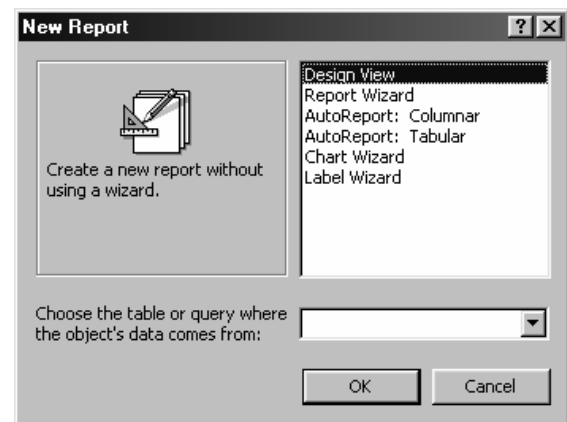 New Report
Create a new report without
using a wizard.
Design View
Report Wizard
AutoReport: Columnar
AutoReport: Tabular
Chart Wizard
Label Wizard
Choose the table or query where
the object's data comes from:
OK
Cancel